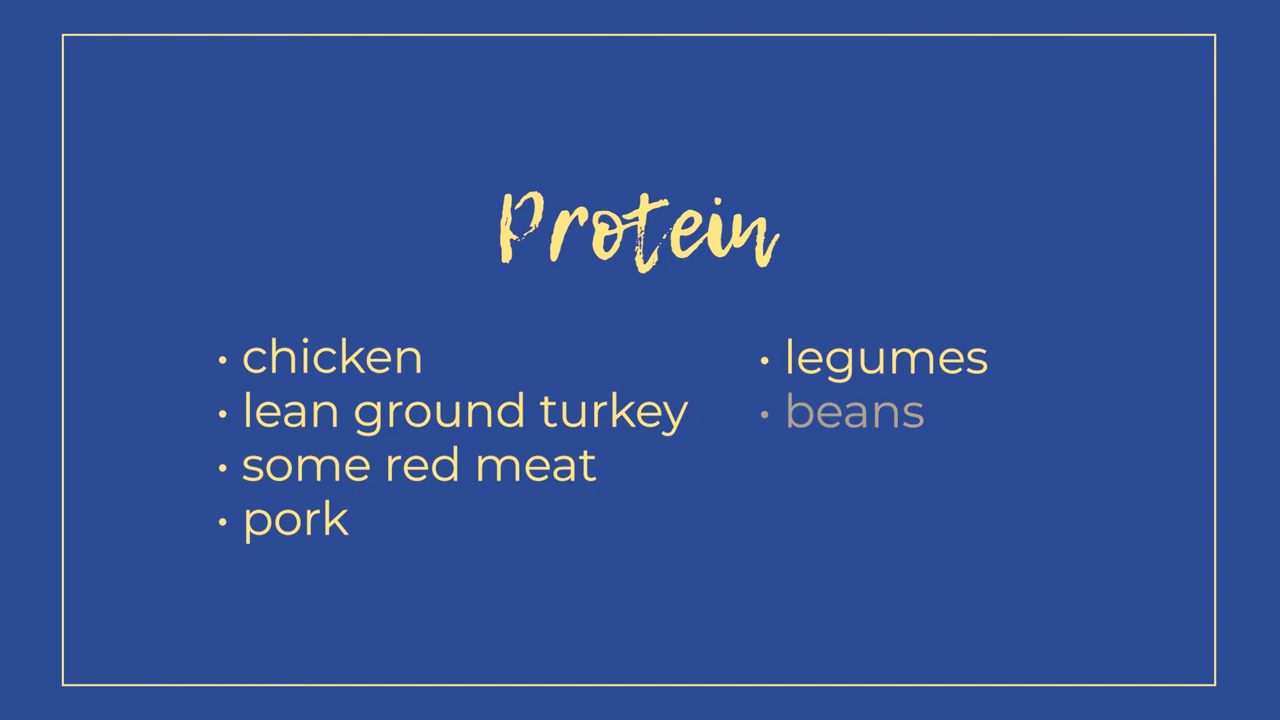 Protein
• chicken
• lean ground turkey
• some red meat
• pork
• legumes
• beans